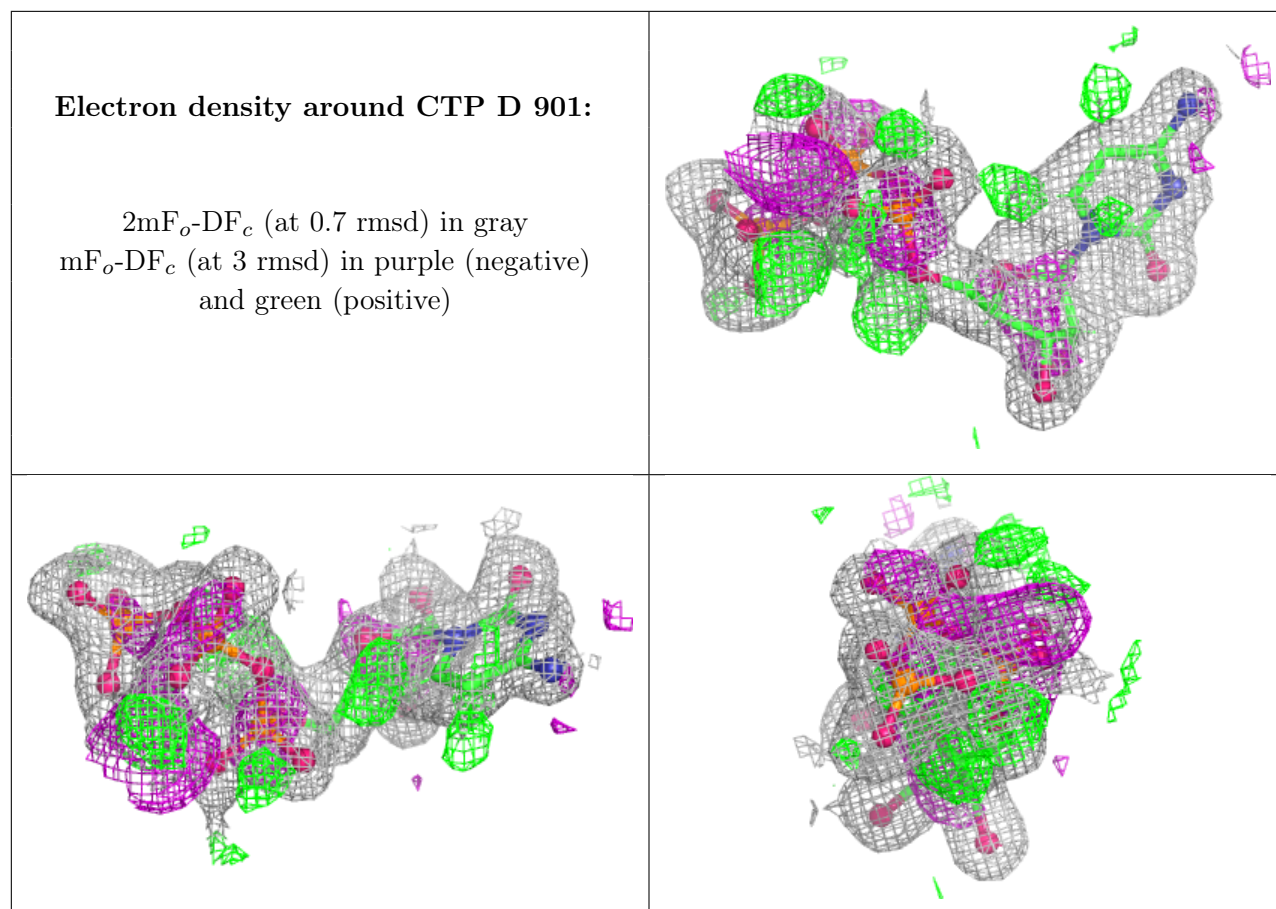 Electron density around CTP D 901:
2mFo-DFc (at 0.7 rmsd) in gray
mFo-DFc (at 3 rmsd) in purple (negative)
and green (positive)